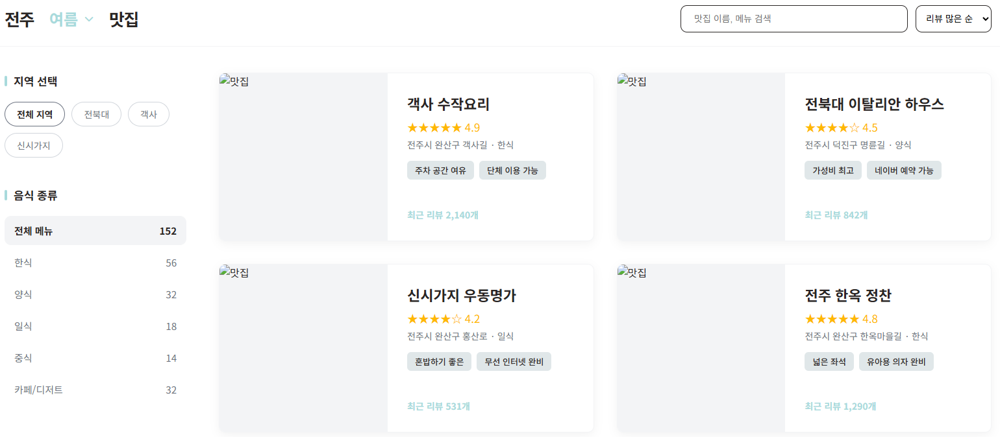 전주 여름 맛집
맛집 이름, 메뉴 검색
리뷰 많은 순
지역 선택
전체 지역
전북대
객사
신시가지
음식 종류
전체 메뉴 152
한식 56
양식 32
일식 18
중식 14
카페/디저트 32
맛집
객사 수작요리
★★★★★ 4.9
전주시 완산구 객사길 · 한식
주차 공간 여유
단체 이용 가능
최근 리뷰 2,140개
맛집
전북대 이탈리안 하우스
★★★★☆ 4.5
전주시 덕진구 명륜길 · 양식
가성비 최고
네이버 예약 가능
최근 리뷰 842개
맛집
신시가지 우동명가
★★★★☆ 4.2
전주시 완산구 홍산로 · 일식
혼밥하기 좋은
무선 인터넷 완비
최근 리뷰 531개
맛집
전주 한옥 정찬
★★★★★ 4.8
전주시 완산구 한옥마을길 · 한식
넓은 좌석
유아용 의자 완비
최근 리뷰 1,290개